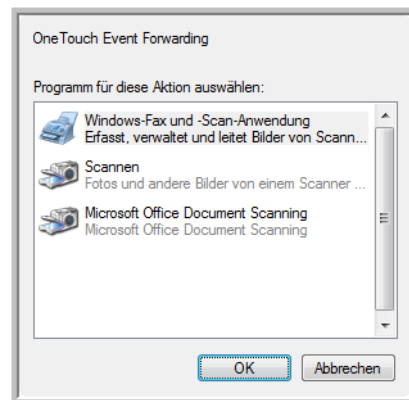 OneTouch Event Forwarding
Programm für diese Aktion auswählen:
Windows-Fax und -Scan-Anwendung
Erfasst, verwaltet und leitet Bilder von Scann...
Scannen
Fotos und andere Bilder von einem Scanner ...
Microsoft Office Document Scanning
Microsoft Office Document Scanning
OK
Abbrechen